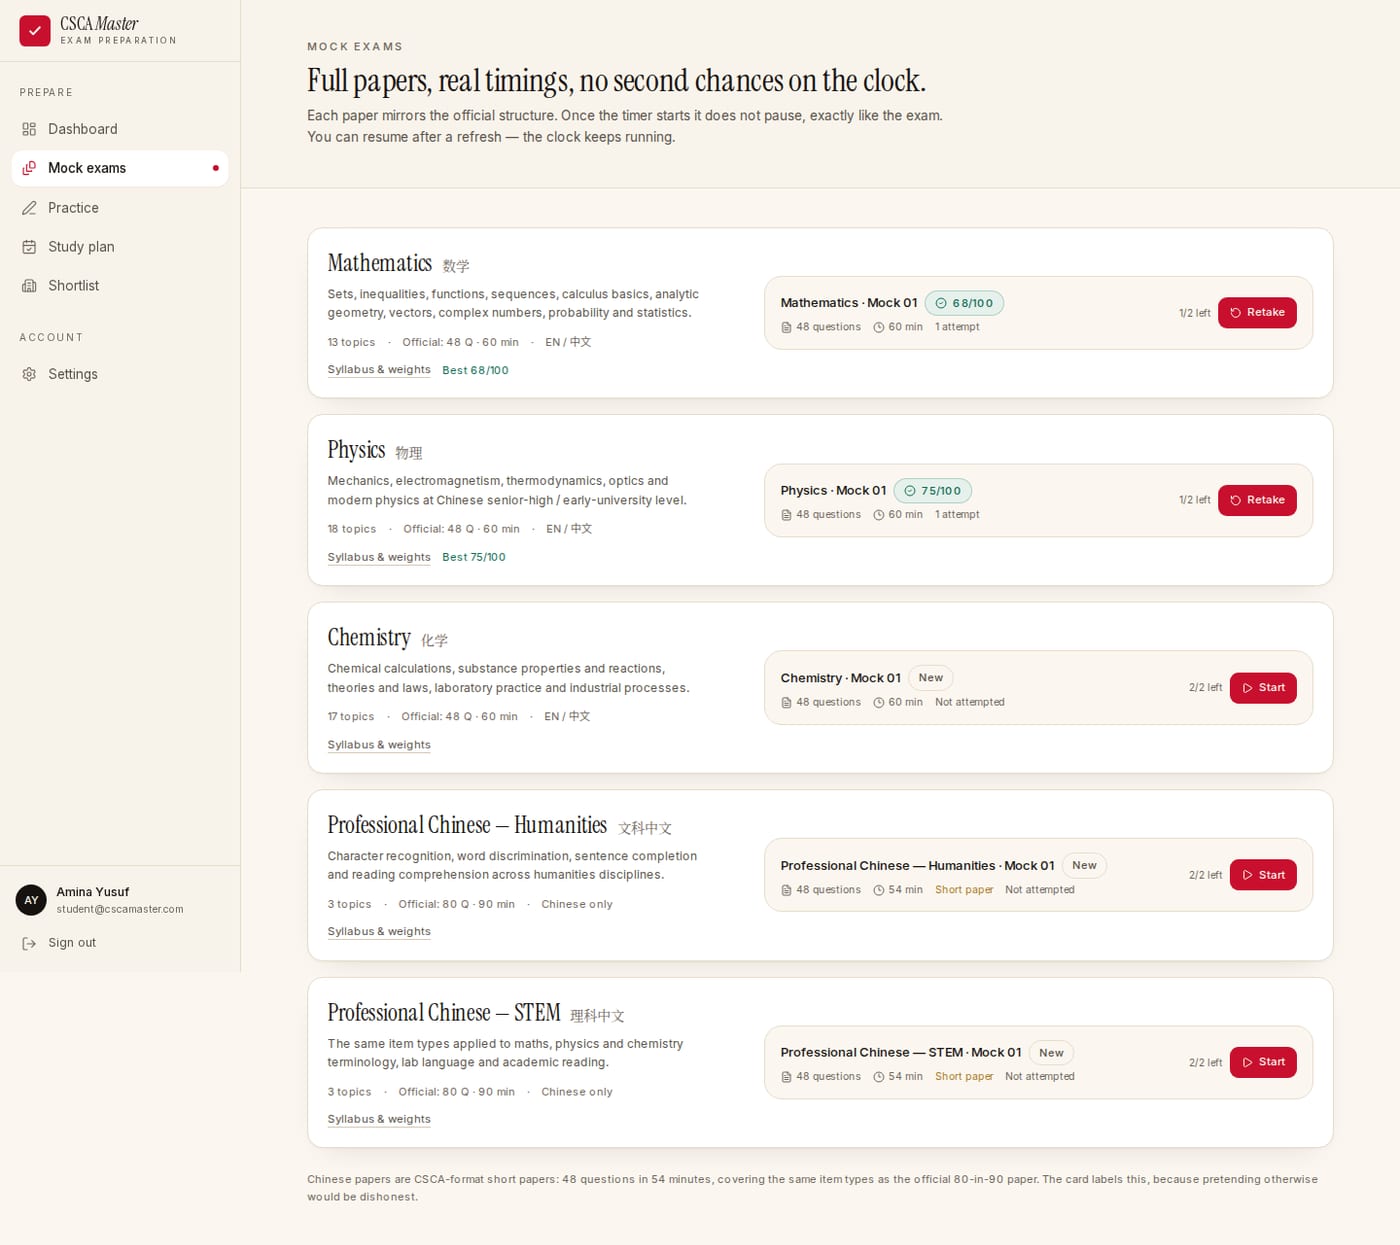 CSCA Master
EXAM PREPARATION
PREPARE
Dashboard
Mock exams
Practice
Study plan
Shortlist
ACCOUNT
Settings
AY
Amina Yusuf
student@cscamaster.com
Sign out
MOCK EXAMS
Full papers, real timings, no second chances on the clock.
Each paper mirrors the official structure. Once the timer starts it does not pause, exactly like the exam.
You can resume after a refresh — the clock keeps running.
Mathematics 数学
Sets, inequalities, functions, sequences, calculus basics, analytic
geometry, vectors, complex numbers, probability and statistics.
13 topics · Official: 48 Q · 60 min · EN / 中文
Syllabus & weights Best 68/100
Mathematics · Mock 01 68/100
48 questions 60 min 1 attempt
1/2 left Retake
Physics 物理
Mechanics, electromagnetism, thermodynamics, optics and
modern physics at Chinese senior-high / early-university level.
18 topics · Official: 48 Q · 60 min · EN / 中文
Syllabus & weights Best 75/100
Physics · Mock 01 75/100
48 questions 60 min 1 attempt
1/2 left Retake
Chemistry 化学
Chemical calculations, substance properties and reactions,
theories and laws, laboratory practice and industrial processes.
17 topics · Official: 48 Q · 60 min · EN / 中文
Syllabus & weights
Chemistry · Mock 01 New
48 questions 60 min Not attempted
2/2 left Start
Professional Chinese — Humanities 文科中文
Character recognition, word discrimination, sentence completion
and reading comprehension across humanities disciplines.
3 topics · Official: 80 Q · 90 min · Chinese only
Syllabus & weights
Professional Chinese — Humanities · Mock 01 New
48 questions 54 min Short paper Not attempted
2/2 left Start
Professional Chinese — STEM 理科中文
The same item types applied to maths, physics and chemistry
terminology, lab language and academic reading.
3 topics · Official: 80 Q · 90 min · Chinese only
Syllabus & weights
Professional Chinese — STEM · Mock 01 New
48 questions 54 min Short paper Not attempted
2/2 left Start
Chinese papers are CSCA-format short papers: 48 questions in 54 minutes, covering the same item types as the official 80-in-90 paper. The card labels this, because pretending otherwise
would be dishonest.